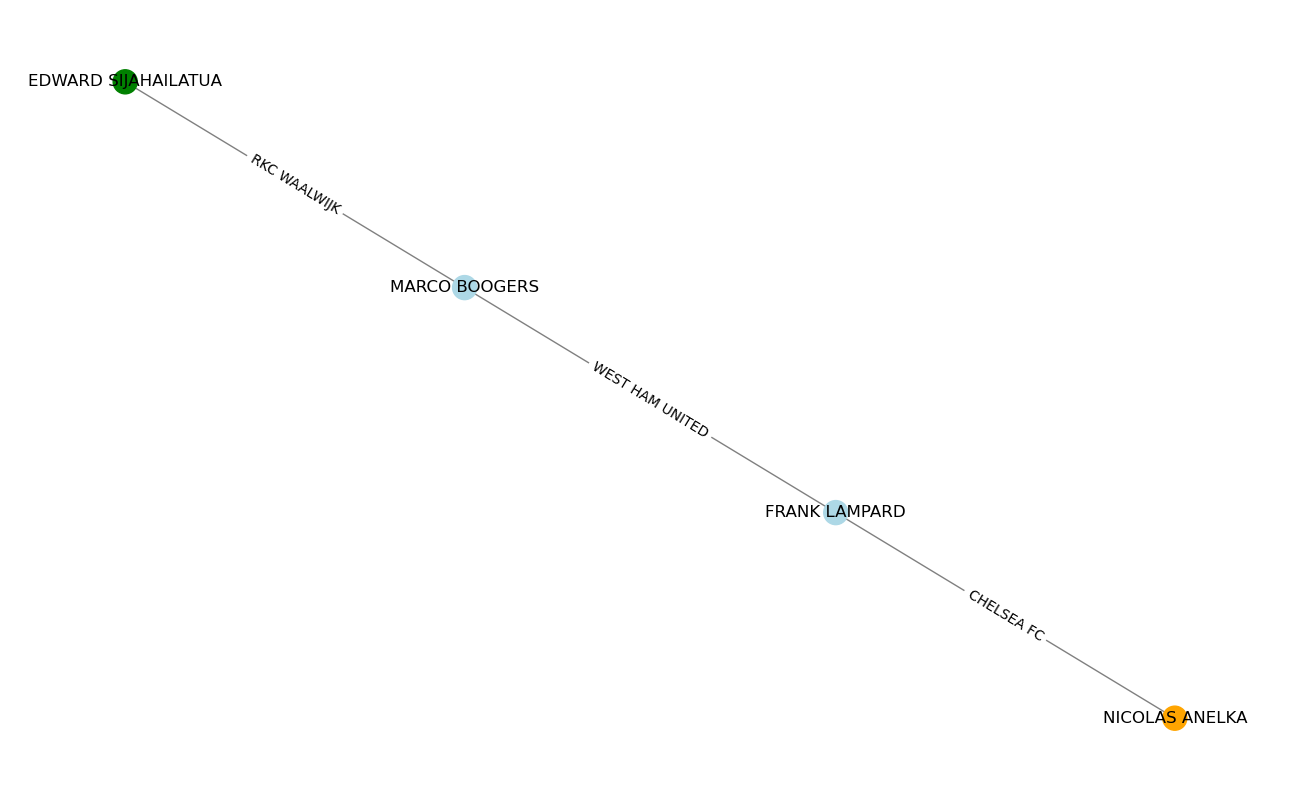 EDWARD SIJAHAILATUA
RKC WAALWIJK
MARCO BOOGERS
WEST HAM UNITED
FRANK LAMPARD
CHELSEA FC
NICOLAS ANELKA